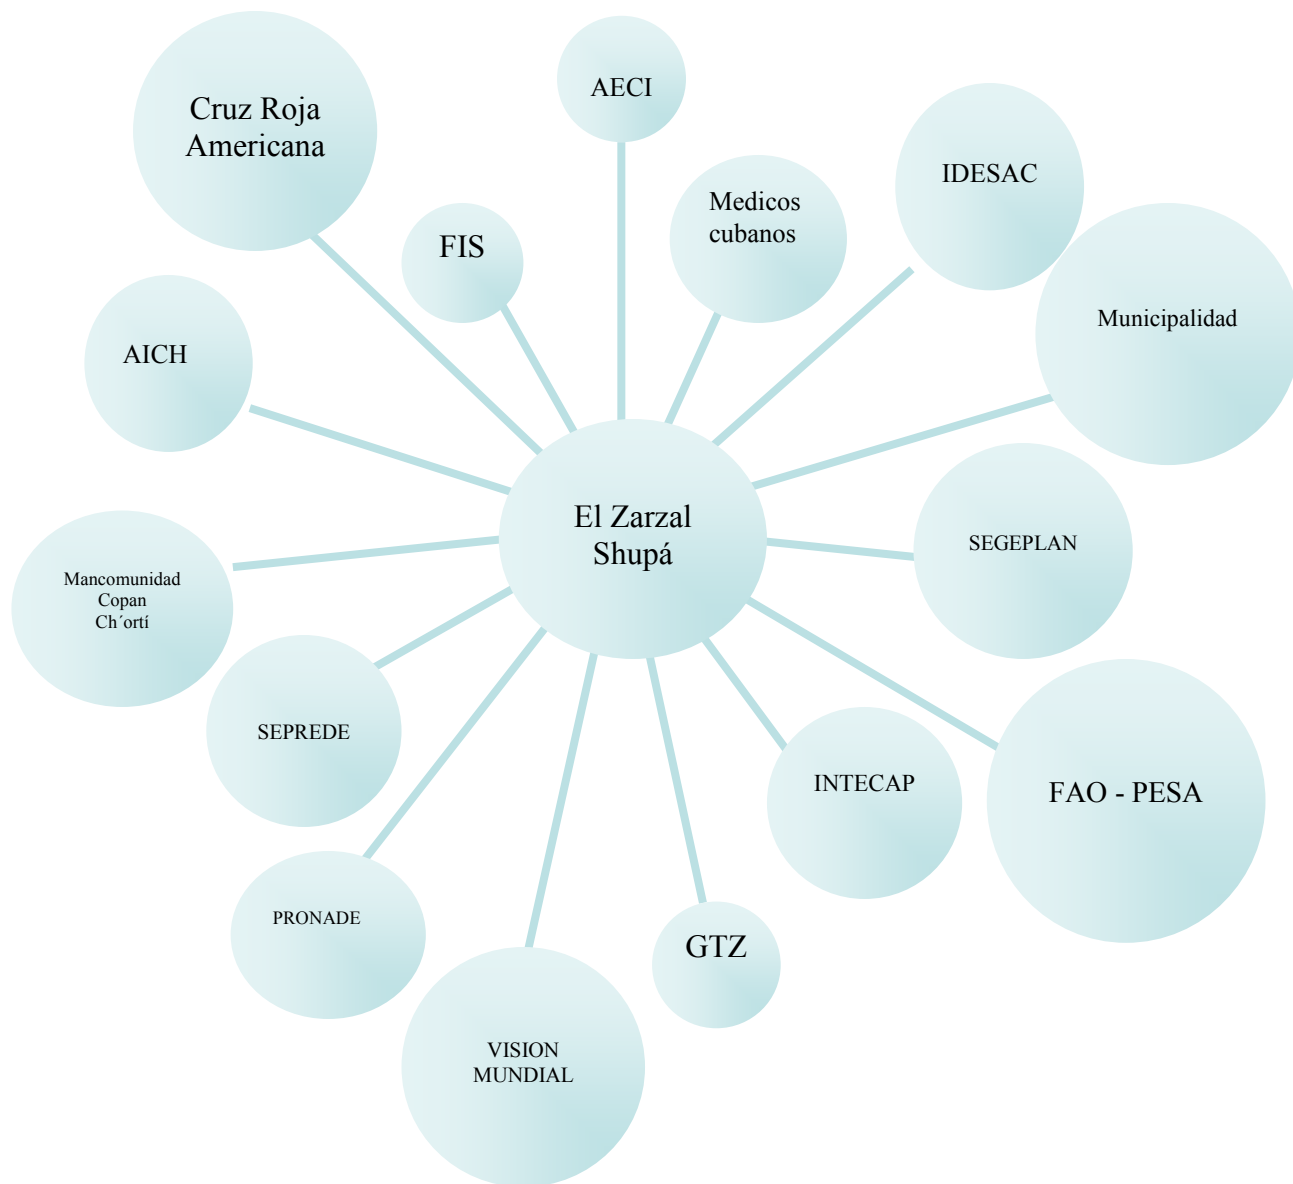 AECI
Cruz Roja
Americana
IDESAC
Medicos
cubanos
FIS
Municipalidad
AICH
El Zarzal
Shupá
SEGEPLAN
Mancomunidad
Copan
Ch´ortí
SEPREDE
INTECAP
FAO - PESA
PRONADE
GTZ
VISION
MUNDIAL